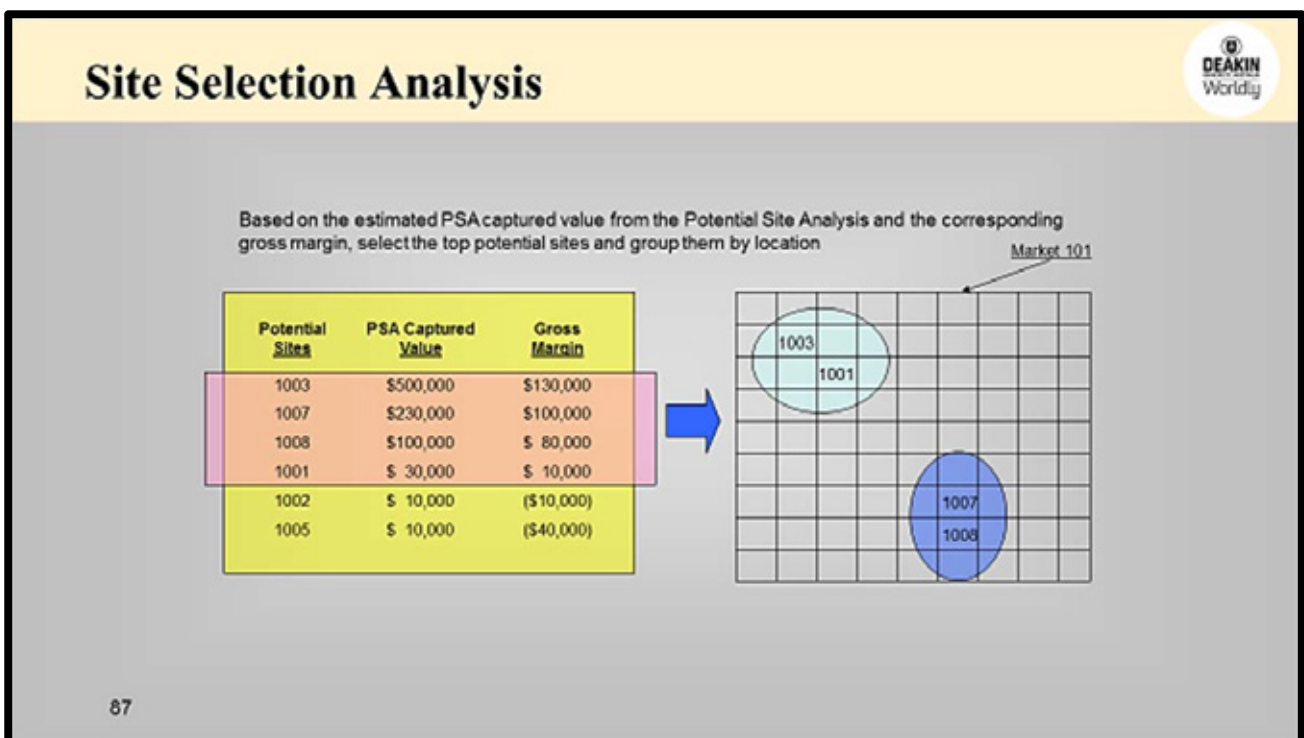 Site Selection Analysis
DEAKIN
Worldly
Based on the estimated PSA captured value from the Potential Site Analysis and the corresponding
gross margin, select the top potential sites and group them by location
Market 101
Potential Sites PSA Captured Value Gross Margin
1003 $500,000 $130,000
1007 $230,000 $100,000
1008 $100,000 $ 80,000
1001 $ 30,000 $ 10,000
1002 $ 10,000 ($10,000)
1005 $ 10,000 ($40,000)
1003
1001
1007
1008
87